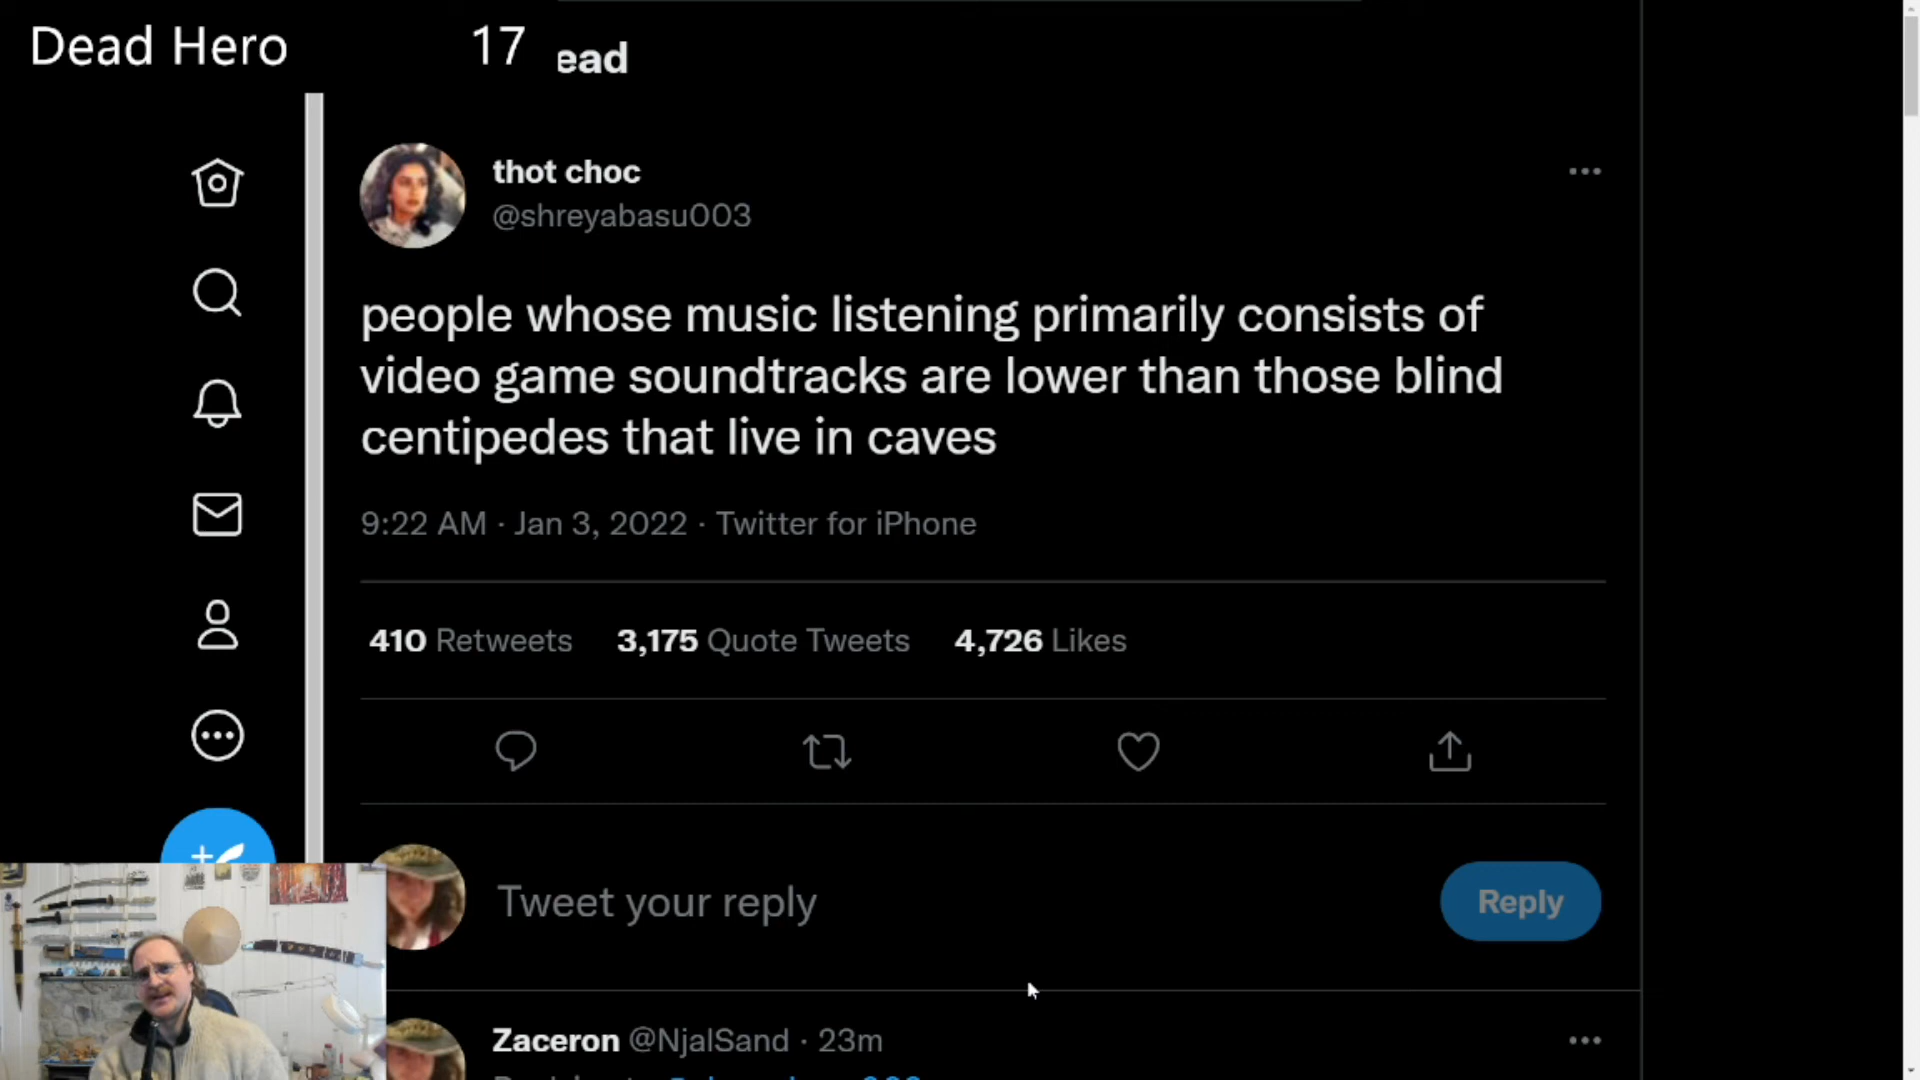 Dead Hero 17
ead
thot choc
@shreyabasu003
people whose music listening primarily consists of
video game soundtracks are lower than those blind
centipedes that live in caves
9:22 AM · Jan 3, 2022 · Twitter for iPhone
410 Retweets 3,175 Quote Tweets 4,726 Likes
Tweet your reply
Reply
Zaceron @NjalSand · 23m